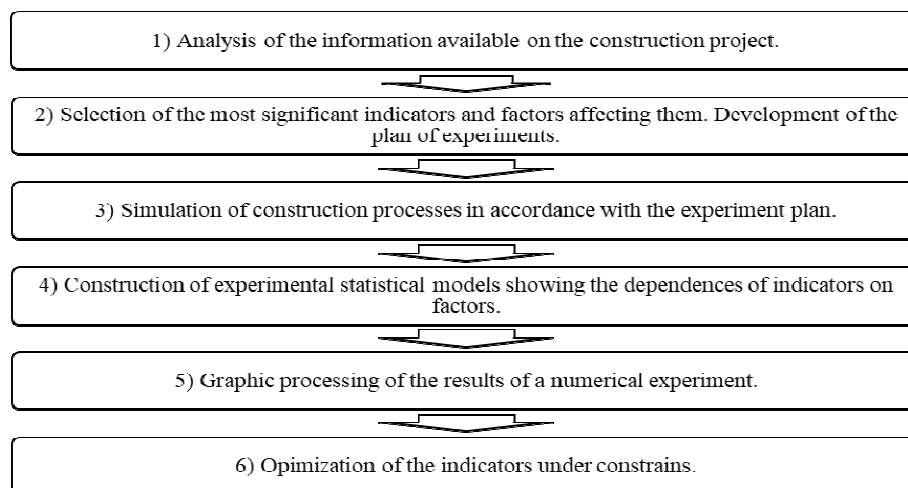 1) Analysis of the information available on the construction project.
2) Selection of the most significant indicators and factors affecting them. Development of the
plan of experiments.
3) Simulation of construction processes in accordance with the experiment plan.
4) Construction of experimental statistical models showing the dependences of indicators on
factors.
5) Graphic processing of the results of a numerical experiment.
6) Opimization of the indicators under constrains.